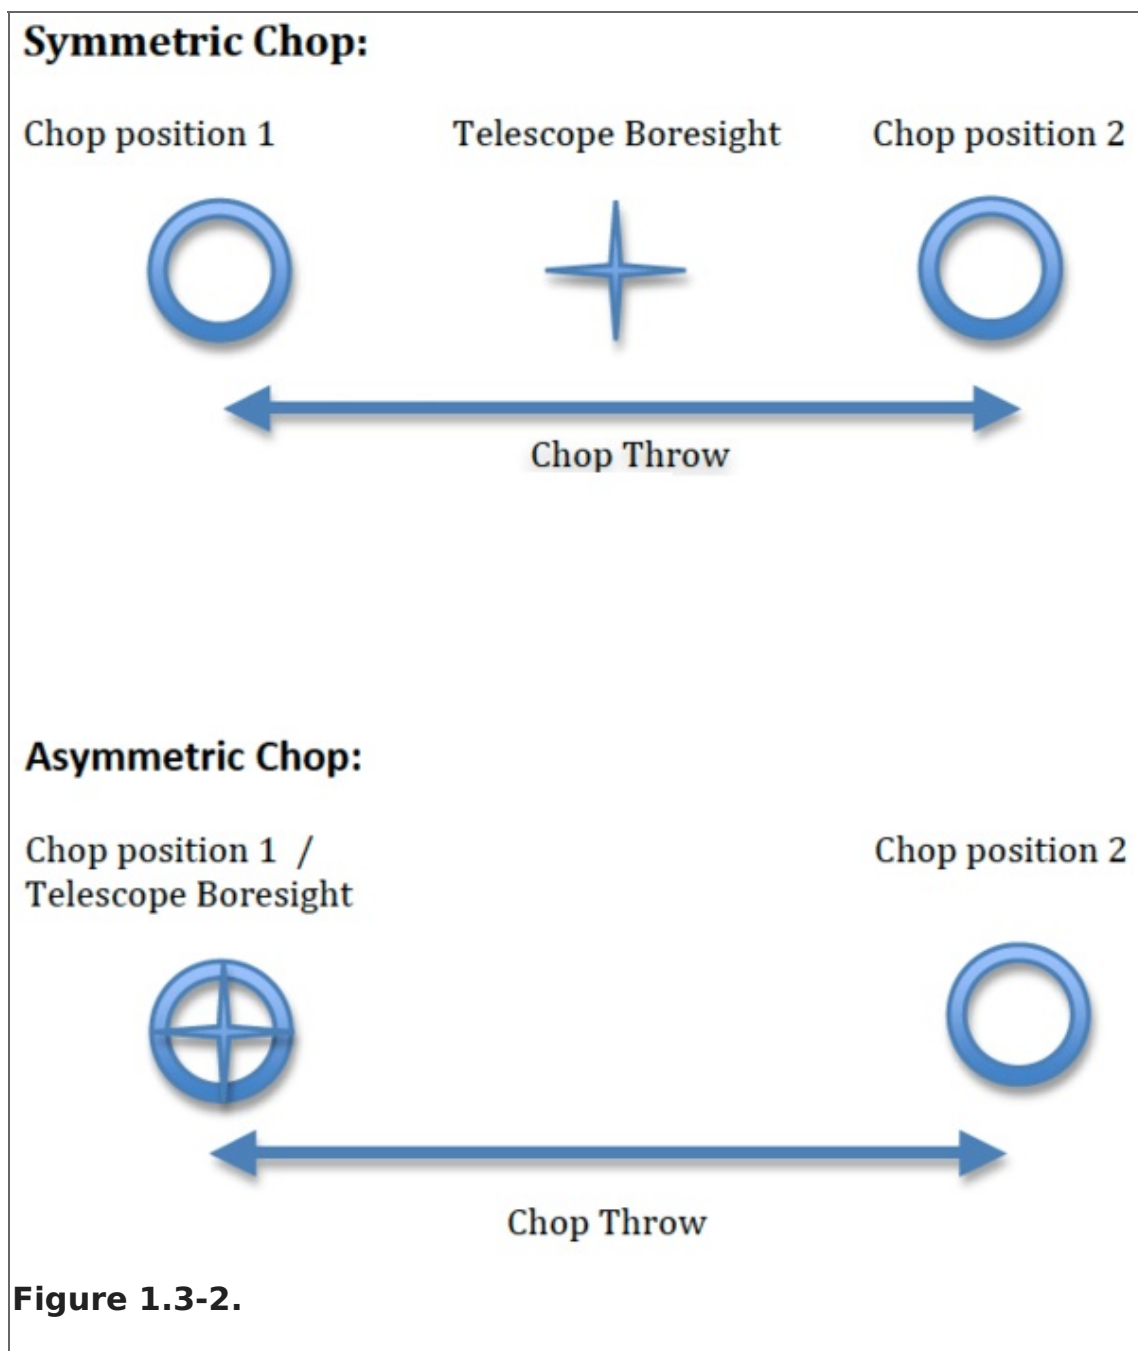 Symmetric Chop:
Chop position 1 Telescope Boresight Chop position 2
Chop Throw
Asymmetric Chop:
Chop position 1 / Chop position 2
Telescope Boresight
Chop Throw
Figure 1.3-2.